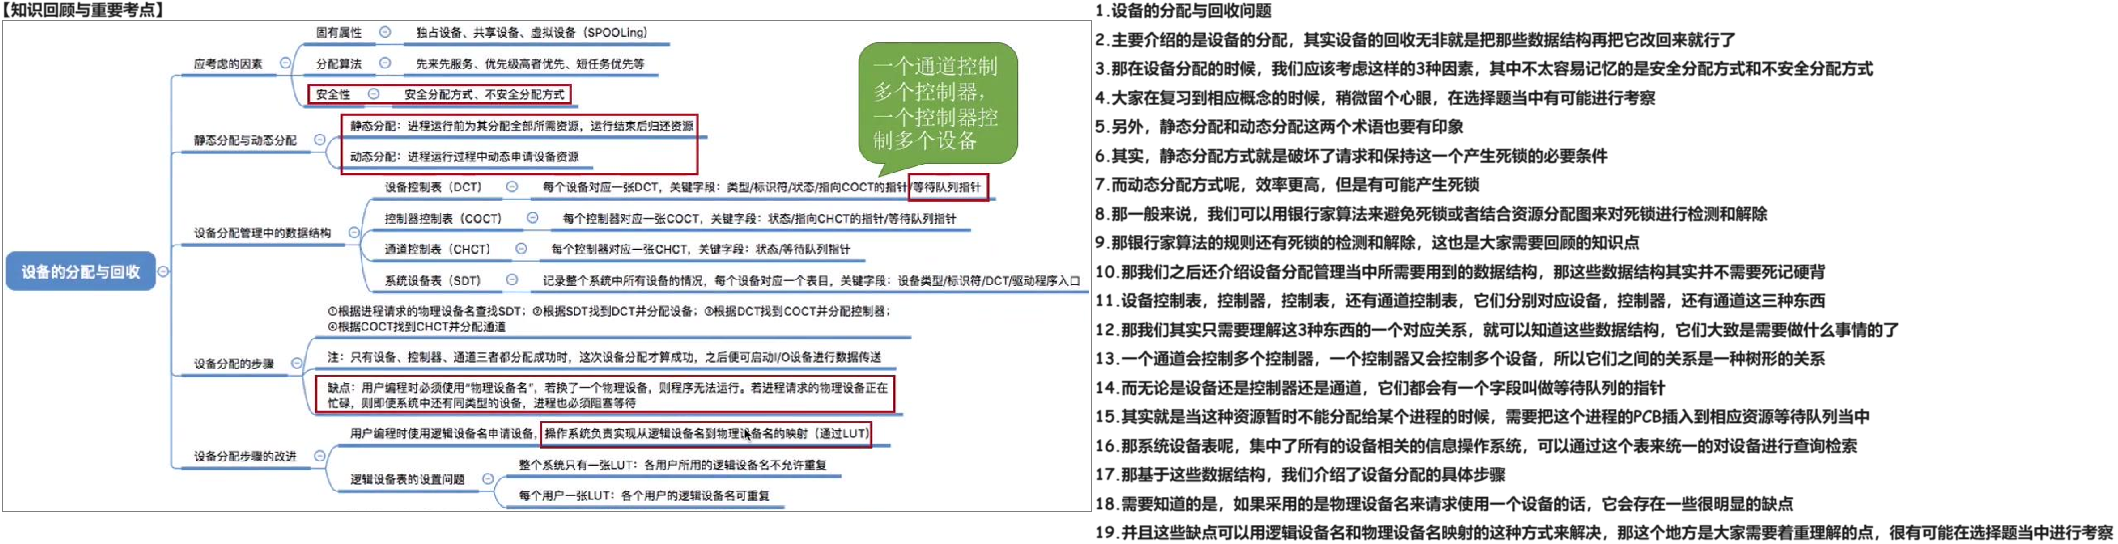 【知识回顾与重要考点】
固有属性
独占设备、共享设备、虚拟设备（SPOOLing）
应考虑的因素
分配算法
先来先服务、优先级高者优先、短任务优先等
安全性
安全分配方式、不安全分配方式
一个通道控制
多个控制器，
一个控制器控
制多个设备
静态分配与动态分配
静态分配：进程运行前为其分配全部所需资源，运行结束后归还资源
动态分配：进程运行过程中动态申请设备资源
设备分配管理中的数据结构
设备控制表（DCT）
每个设备对应一张DCT，关键字段：类型/标识符/状态/指向COCT的指针/等待队列指针
控制器控制表（COCT）
每个控制器对应一张COCT，关键字段：状态/指向CHCT的指针/等待队列指针
通道控制表（CHCT）
每个控制器对应一张CHCT，关键字段：状态/等待队列指针
系统设备表（SDT）
记录整个系统中所有设备的情况，每个设备对应一个表目，关键字段：设备类型/标识符/DCT/驱动程序入口
设备的分配与回收
设备分配的步骤
①根据进程请求的物理设备名查找SDT；②根据SDT找到DCT并分配设备；③根据DCT找到COCT并分配控制器；
④根据COCT找到CHCT并分配通道
注：只有设备、控制器、通道三者都分配成功时，这次设备分配才算成功，之后便可启动I/O设备进行数据传送
缺点：用户编程时必须使用“物理设备名”，若换了一个物理设备，则程序无法运行。若进程请求的物理设备正在
忙碌，则即使系统中还有同类型的设备，进程也必须阻塞等待
设备分配步骤的改进
用户编程时使用逻辑设备名申请设备，操作系统负责实现从逻辑设备名到物理设备名的映射（通过LUT）
逻辑设备表的设置问题
整个系统只有一张LUT：各用户所用的逻辑设备名不允许重复
每个用户一张LUT：各个用户的逻辑设备名可重复
1.设备的分配与回收问题
2.主要介绍的是设备的分配，其实设备的回收无非就是把那些数据结构再把它改回来就行了
3.那在设备分配的时候，我们应该考虑这样的3种因素，其中不太容易记忆的是安全分配方式和不安全分配方式
4.大家在复习到相应概念的时候，稍微留个心眼，在选择题当中有可能进行考察
5.另外，静态分配和动态分配这两个术语也要有印象
6.其实，静态分配方式就是破坏了请求和保持这一个产生死锁的必要条件
7.而动态分配方式呢，效率更高，但是有可能产生死锁
8.那一般来说，我们可以用银行家算法来避免死锁或者结合资源分配图来对死锁进行检测和解除
9.那银行家算法的规则还有死锁的检测和解除，这也是大家需要回顾的知识点
10.那我们之后还介绍设备分配管理当中所需要用到的数据结构，那这些数据结构其实并不需要死记硬背
11.设备控制表，控制器，控制表，还有通道控制表，它们分别对应设备，控制器，还有通道这三种东西
12.那我们其实只需要理解这3种东西的一个对应关系，就可以知道这些数据结构，它们大致是需要做什么事情的了
13.一个通道会控制多个控制器，一个控制器又会控制多个设备，所以它们之间的关系是一种树形的关系
14.而无论是设备还是控制器还是通道，它们都会有一个字段叫做等待队列的指针
15.其实就是当这种资源暂时不能分配给某个进程的时候，需要把这个进程的PCB插入到相应资源等待队列当中
16.那系统设备表呢，集中了所有的设备相关的信息操作系统，可以通过这个表来统一的对设备进行查询检索
17.那基于这些数据结构，我们介绍了设备分配的具体步骤
18.需要知道的是，如果采用的是物理设备名来请求使用一个设备的话，它会存在一些很明显的缺点
19.并且这些缺点可以用逻辑设备名和物理设备名映射的这种方式来解决，那这个地方是大家需要着重理解的点，很有可能在选择题当中进行考察